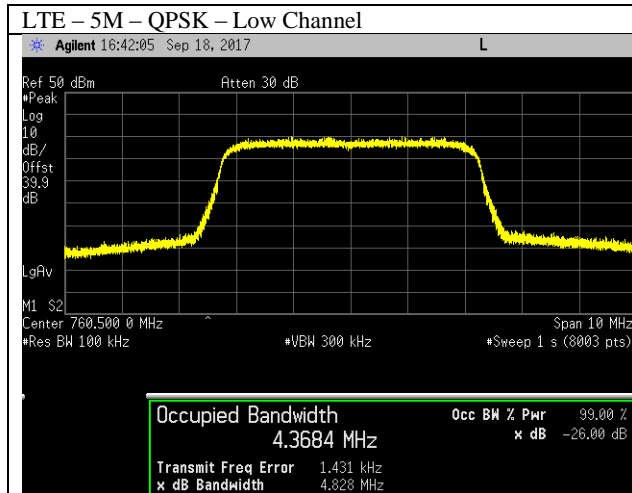 LTE – 5M – QPSK – Low Channel
Agilent 16:42:05 Sep 18, 2017 L
Ref 50 dBm Atten 30 dB
#Peak
Log
10
dB/
Offst
39.9
dB
LgAv
M1 S2
Center 760.500 0 MHz ^ Span 10 MHz
#Res BW 100 kHz #VBW 300 kHz #Sweep 1 s (8003 pts)
Occupied Bandwidth Occ BW % Pwr 99.00 %
4.3684 MHz x dB -26.00 dB
Transmit Freq Error 1.431 kHz
x dB Bandwidth 4.828 MHz